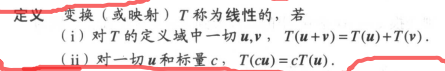 定义 变换（或映射）T 称为线性的，若
（i）对 T 的定义域中一切 u,v，T(u+v)=T(u)+T(v).
（ii）对一切 u 和标量 c，T(cu)=cT(u).